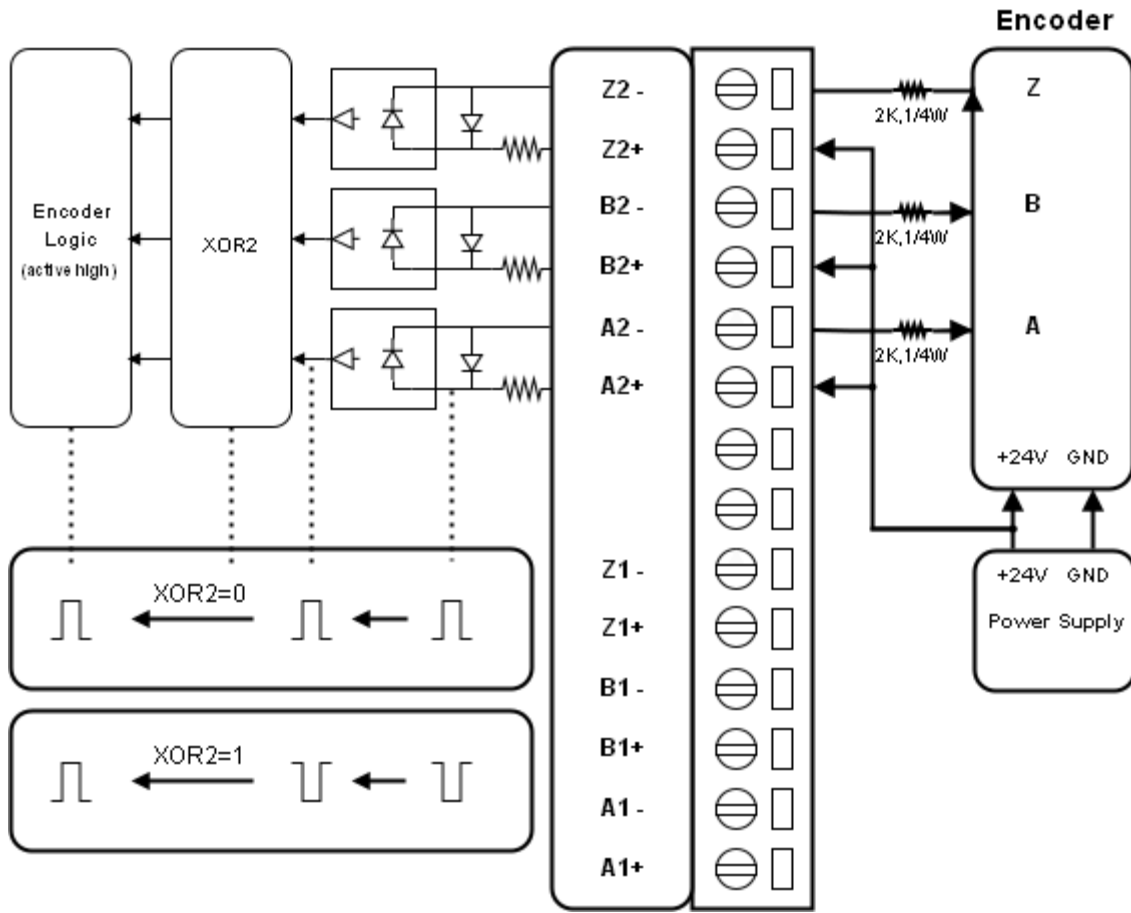 Encoder
Z2 -
Z2+
B2 -
B2+
A2 -
A2+
Z1 -
Z1+
B1 -
B1+
A1 -
A1+
Encoder
Logic
(active high)
XOR2
2K,1/4W
2K,1/4W
2K,1/4W
Z
B
A
+24V GND
+24V GND
Power Supply
XOR2=0
XOR2=1